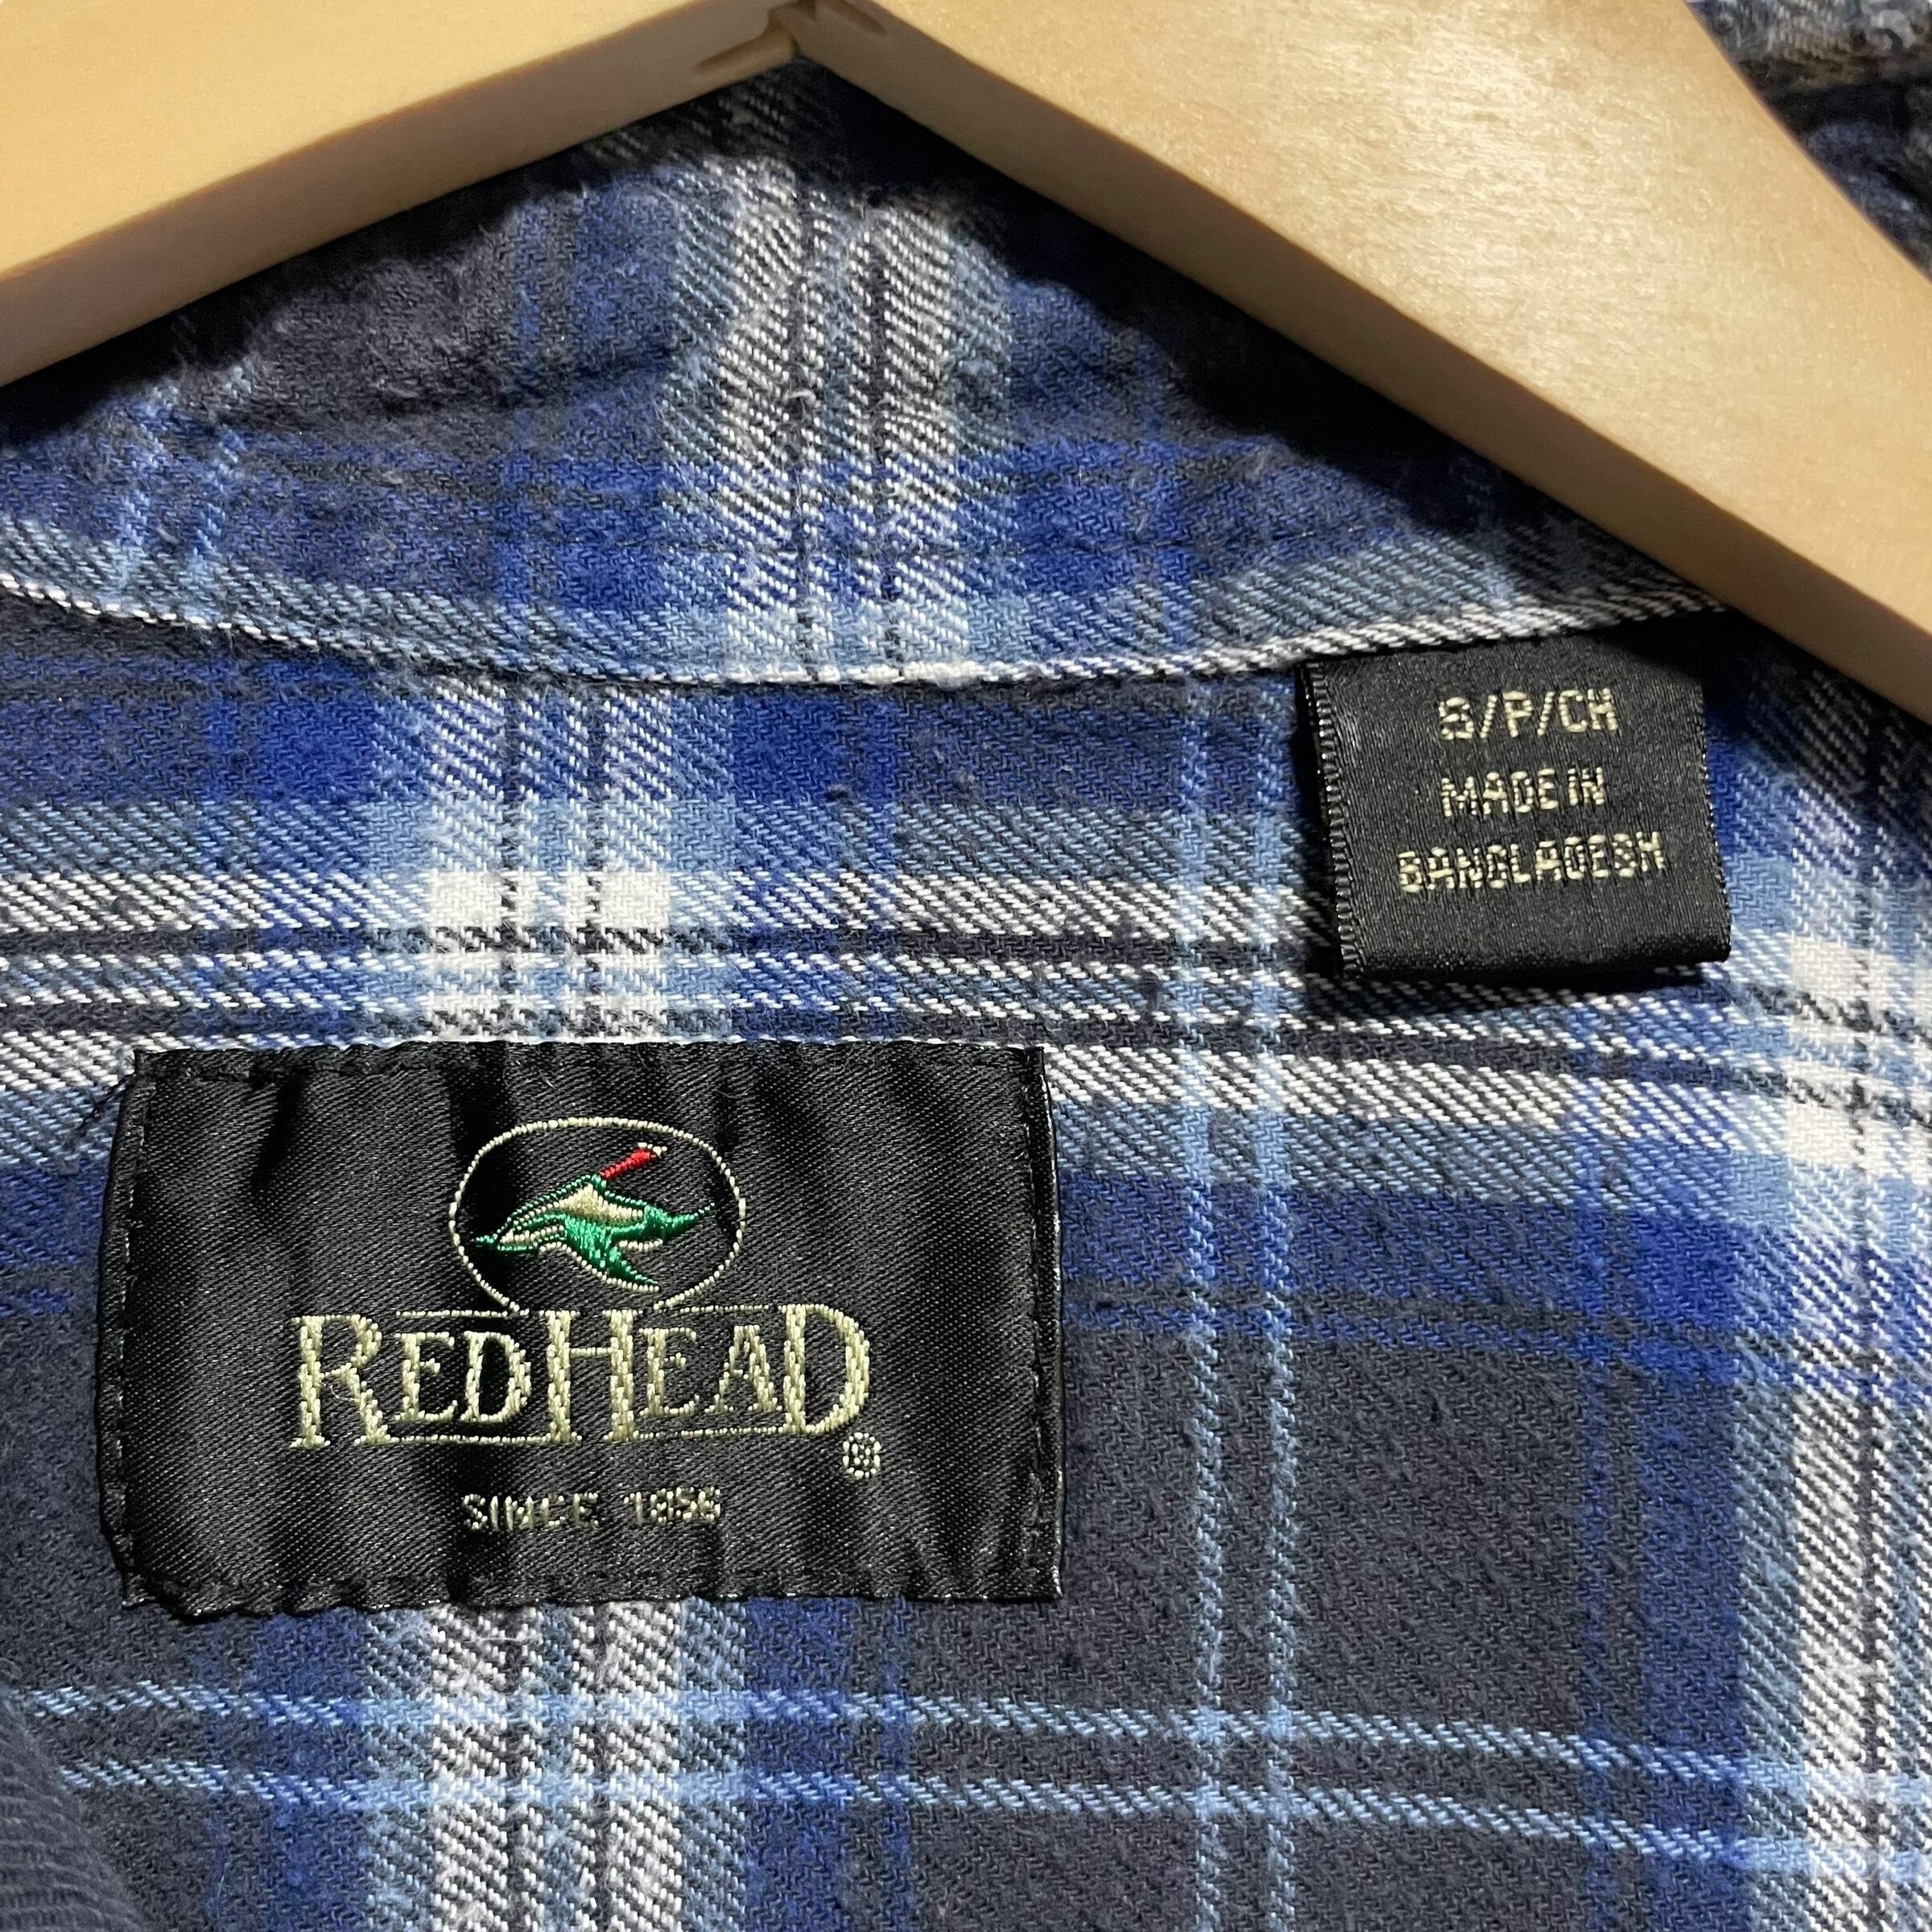 S/P/CH
MADE IN
BANGLADESH
REDHEAD®
SINCE 1856